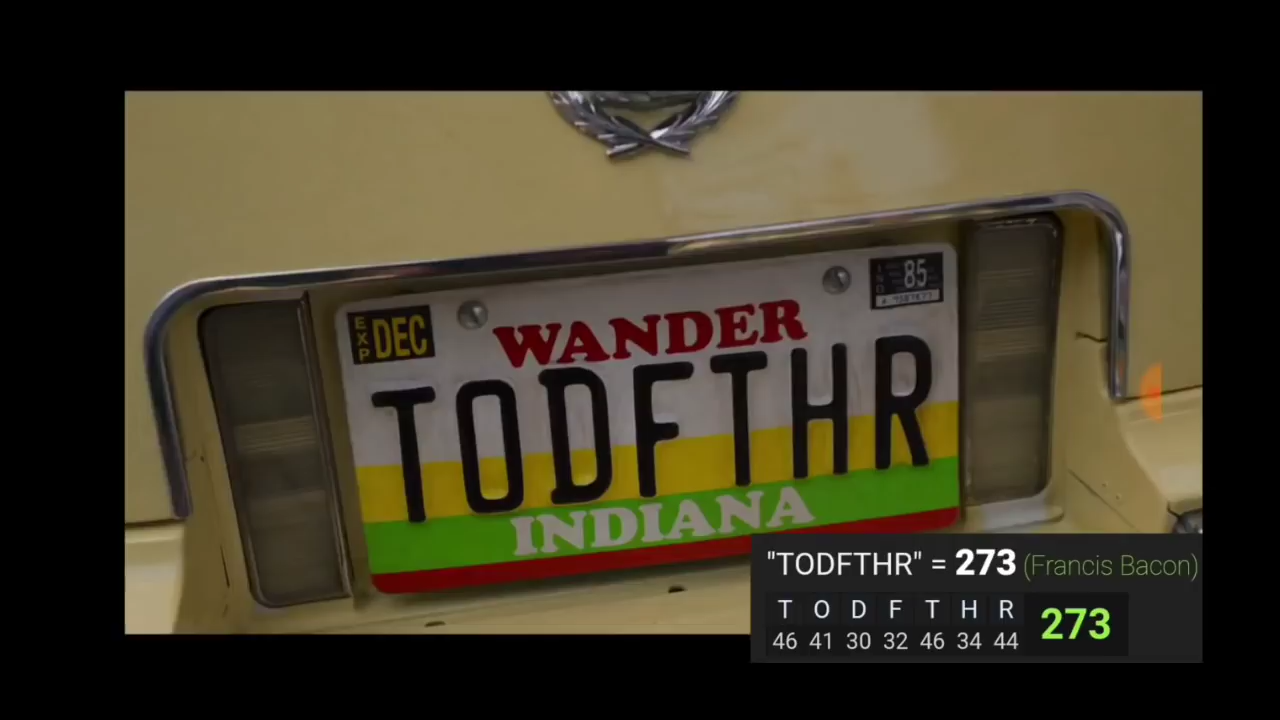 EXP DEC
85
WANDER
TODFTHR
INDIANA
"TODFTHR" = 273 (Francis Bacon)
T O D F T H R
46 41 30 32 46 34 44 273